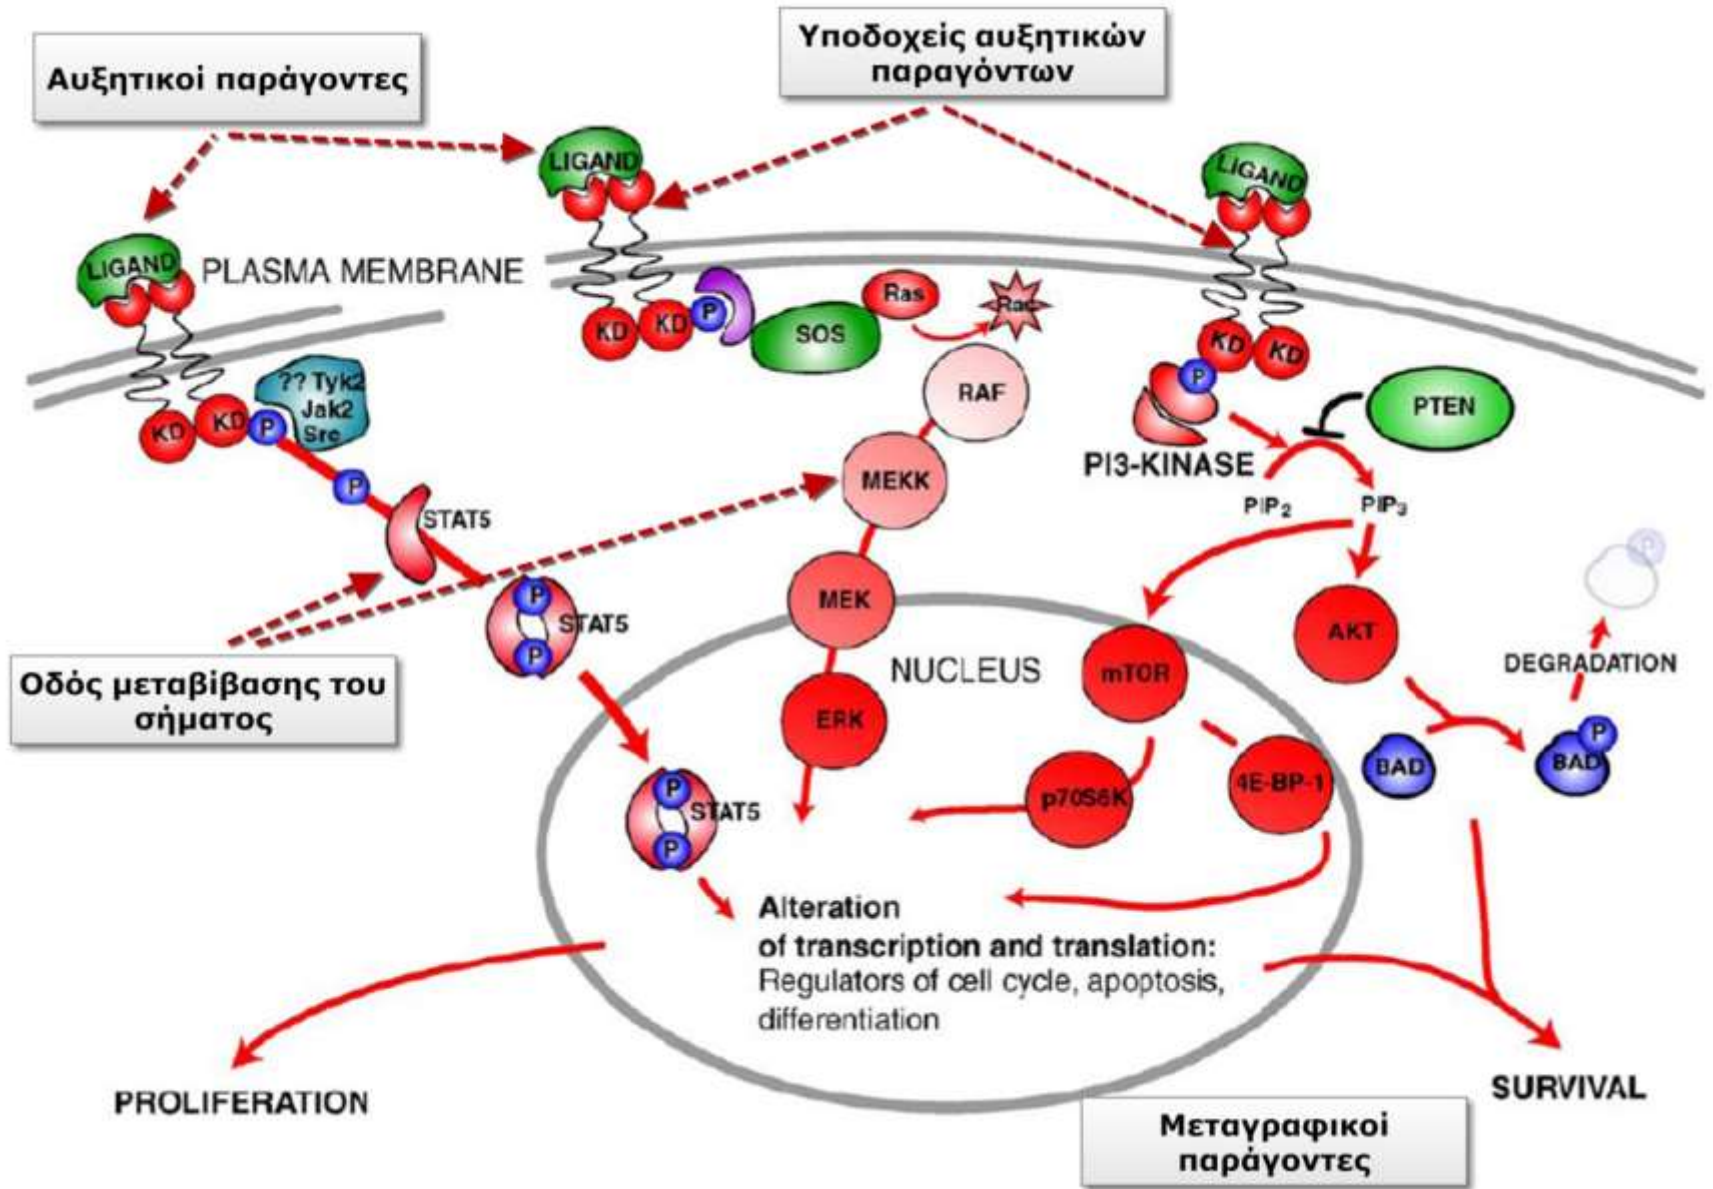 Αυξητικοί παράγοντες
Υποδοχείς αυξητικών
παραγόντων
LIGAND
LIGAND
LIGAND
PLASMA MEMBRANE
KD
KD
P
SOS
Ras
Rac
RAF
KD
KD
P
PTEN
PI3-KINASE
PIP2
PIP3
?? Tyk2
Jak2
Src
KD
KD
P
P
STAT5
MEKK
MEK
P
P
STAT5
NUCLEUS
mTOR
AKT
P
DEGRADATION
Οδός μεταβίβασης του
σήματος
ERK
P
P
STAT5
p70S6K
4E-BP-1
BAD
BAD
P
Alteration
of transcription and translation:
Regulators of cell cycle, apoptosis,
differentiation
PROLIFERATION
SURVIVAL
Μεταγραφικοί
παράγοντες